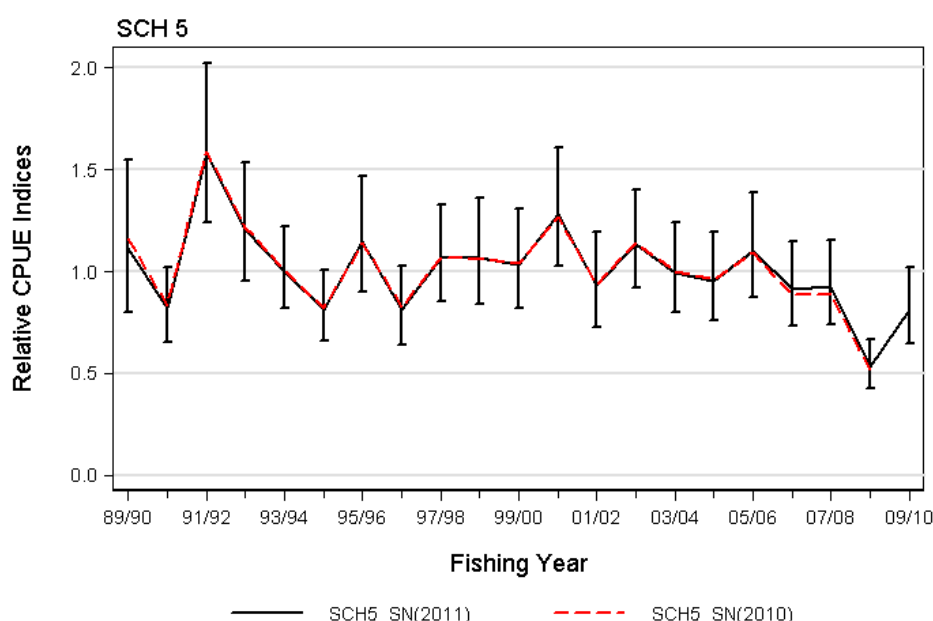 SCH 5
Relative CPUE Indices
2.0
1.5
1.0
0.5
0.0
89/90 91/92 93/94 95/96 97/98 99/00 01/02 03/04 05/06 07/08 09/10
Fishing Year
SCH5_SN(2011) SCH5_SN(2010)